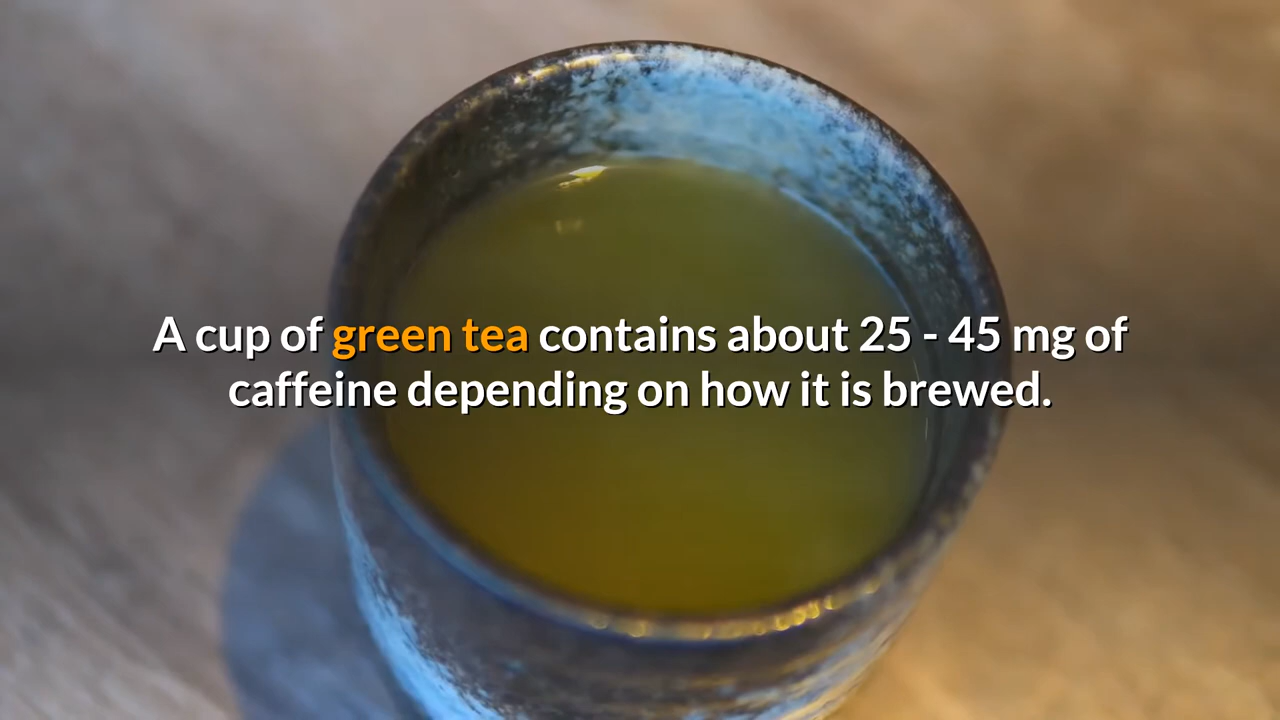 A cup of green tea contains about 25 - 45 mg of
caffeine depending on how it is brewed.